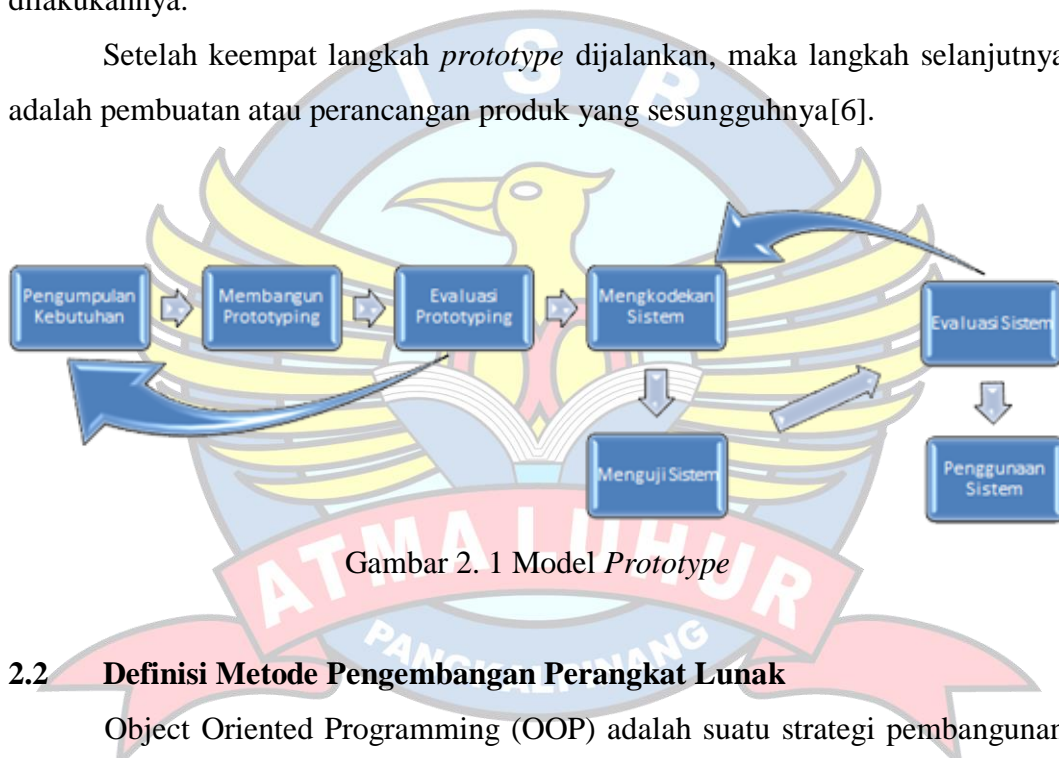 dilakukannya.
Setelah keempat langkah prototype dijalankan, maka langkah selanjutnya
adalah pembuatan atau perancangan produk yang sesungguhnya[6].
I S B
Pengumpulan
Kebutuhan
Membangun
Prototyping
Evaluasi
Prototyping
Mengkodekan
Sistem
Evaluasi Sistem
Menguji Sistem
Penggunaan
Sistem
ATMA LUHUR
Gambar 2. 1 Model Prototype
PANGKALPINANG
2.2 Definisi Metode Pengembangan Perangkat Lunak
Object Oriented Programming (OOP) adalah suatu strategi pembangunan